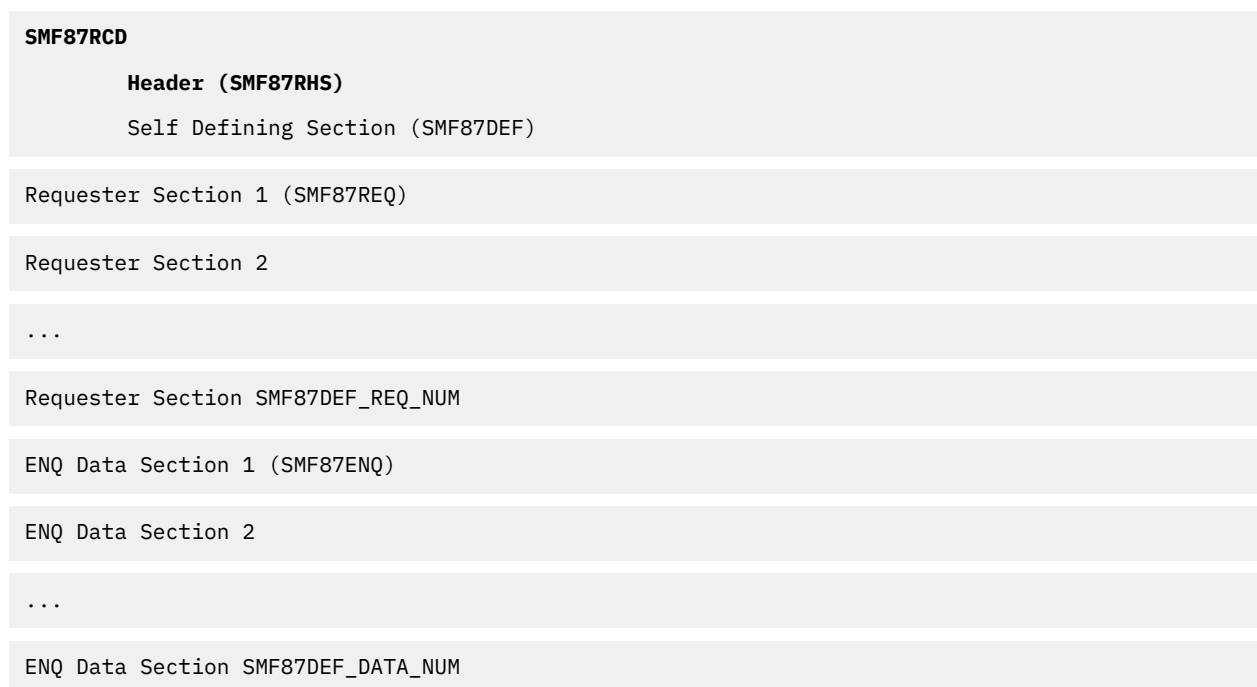 SMF87RCD
Header (SMF87RHS)
Self Defining Section (SMF87DEF)
Requester Section 1 (SMF87REQ)
Requester Section 2
...
Requester Section SMF87DEF_REQ_NUM
ENQ Data Section 1 (SMF87ENQ)
ENQ Data Section 2
...
ENQ Data Section SMF87DEF_DATA_NUM